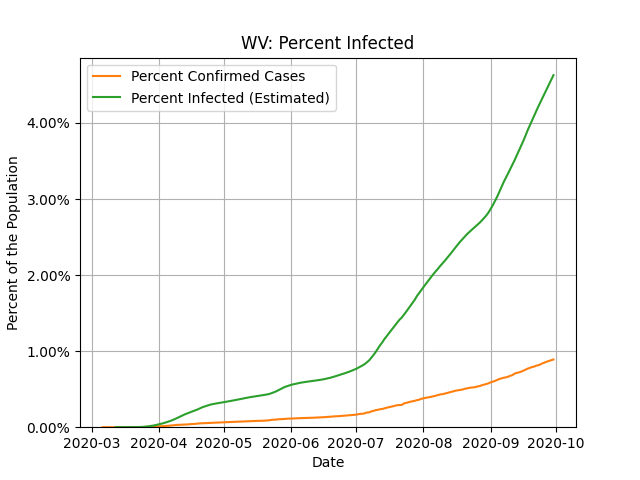 WV: Percent Infected
Percent Confirmed Cases
Percent Infected (Estimated)
Percent of the Population
4.00%
3.00%
2.00%
1.00%
0.00%
2020-03 2020-04 2020-05 2020-06 2020-07 2020-08 2020-09 2020-10
Date